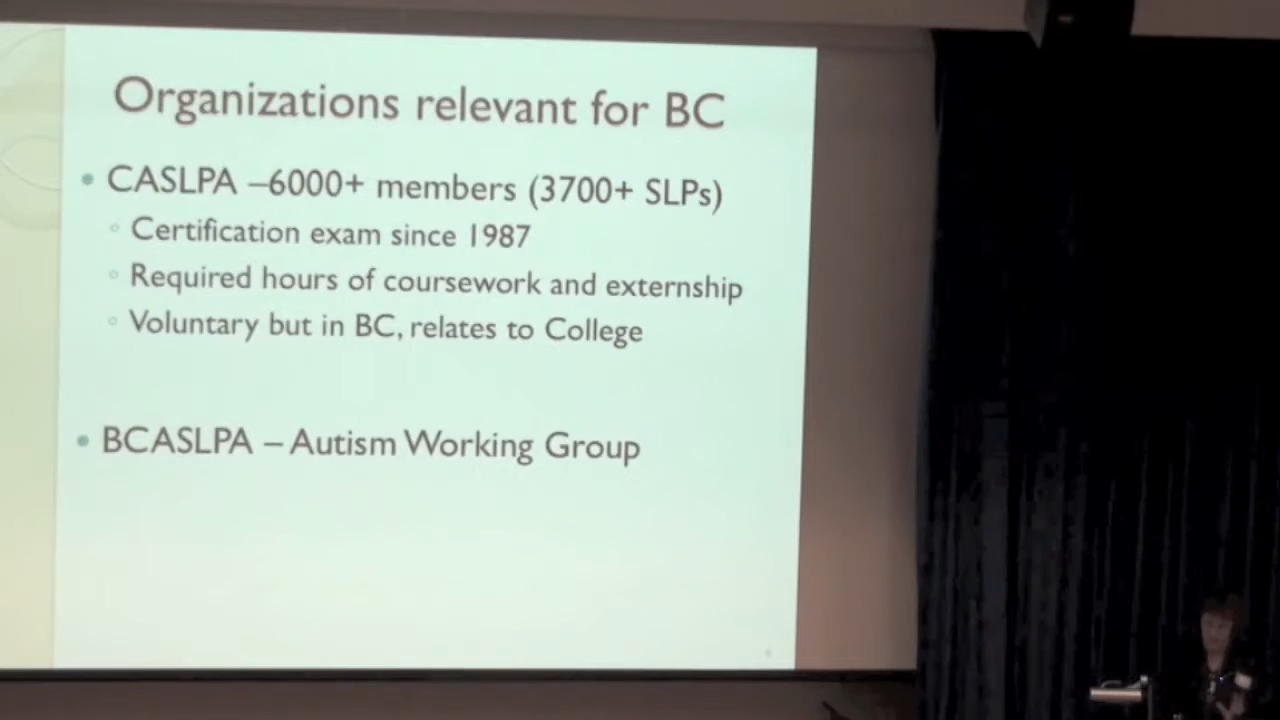 Organizations relevant for BC
• CASLPA –6000+ members (3700+ SLPs)
◦ Certification exam since 1987
◦ Required hours of coursework and externship
◦ Voluntary but in BC, relates to College
• BCASLPA – Autism Working Group